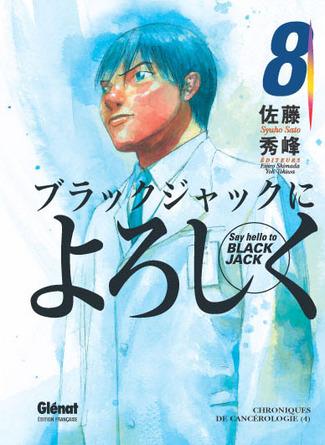 8
佐藤
秀峰
Syuho Sato
ÉDITEURS
Eijiro Shimada
Yuki Tokiwa
ブラックジャックに
よろしく
Say hello to
BLACK
JACK
Glénat
ÉDITION FRANÇAISE
CHRONIQUES
DE CANCÉROLOGIE (4)